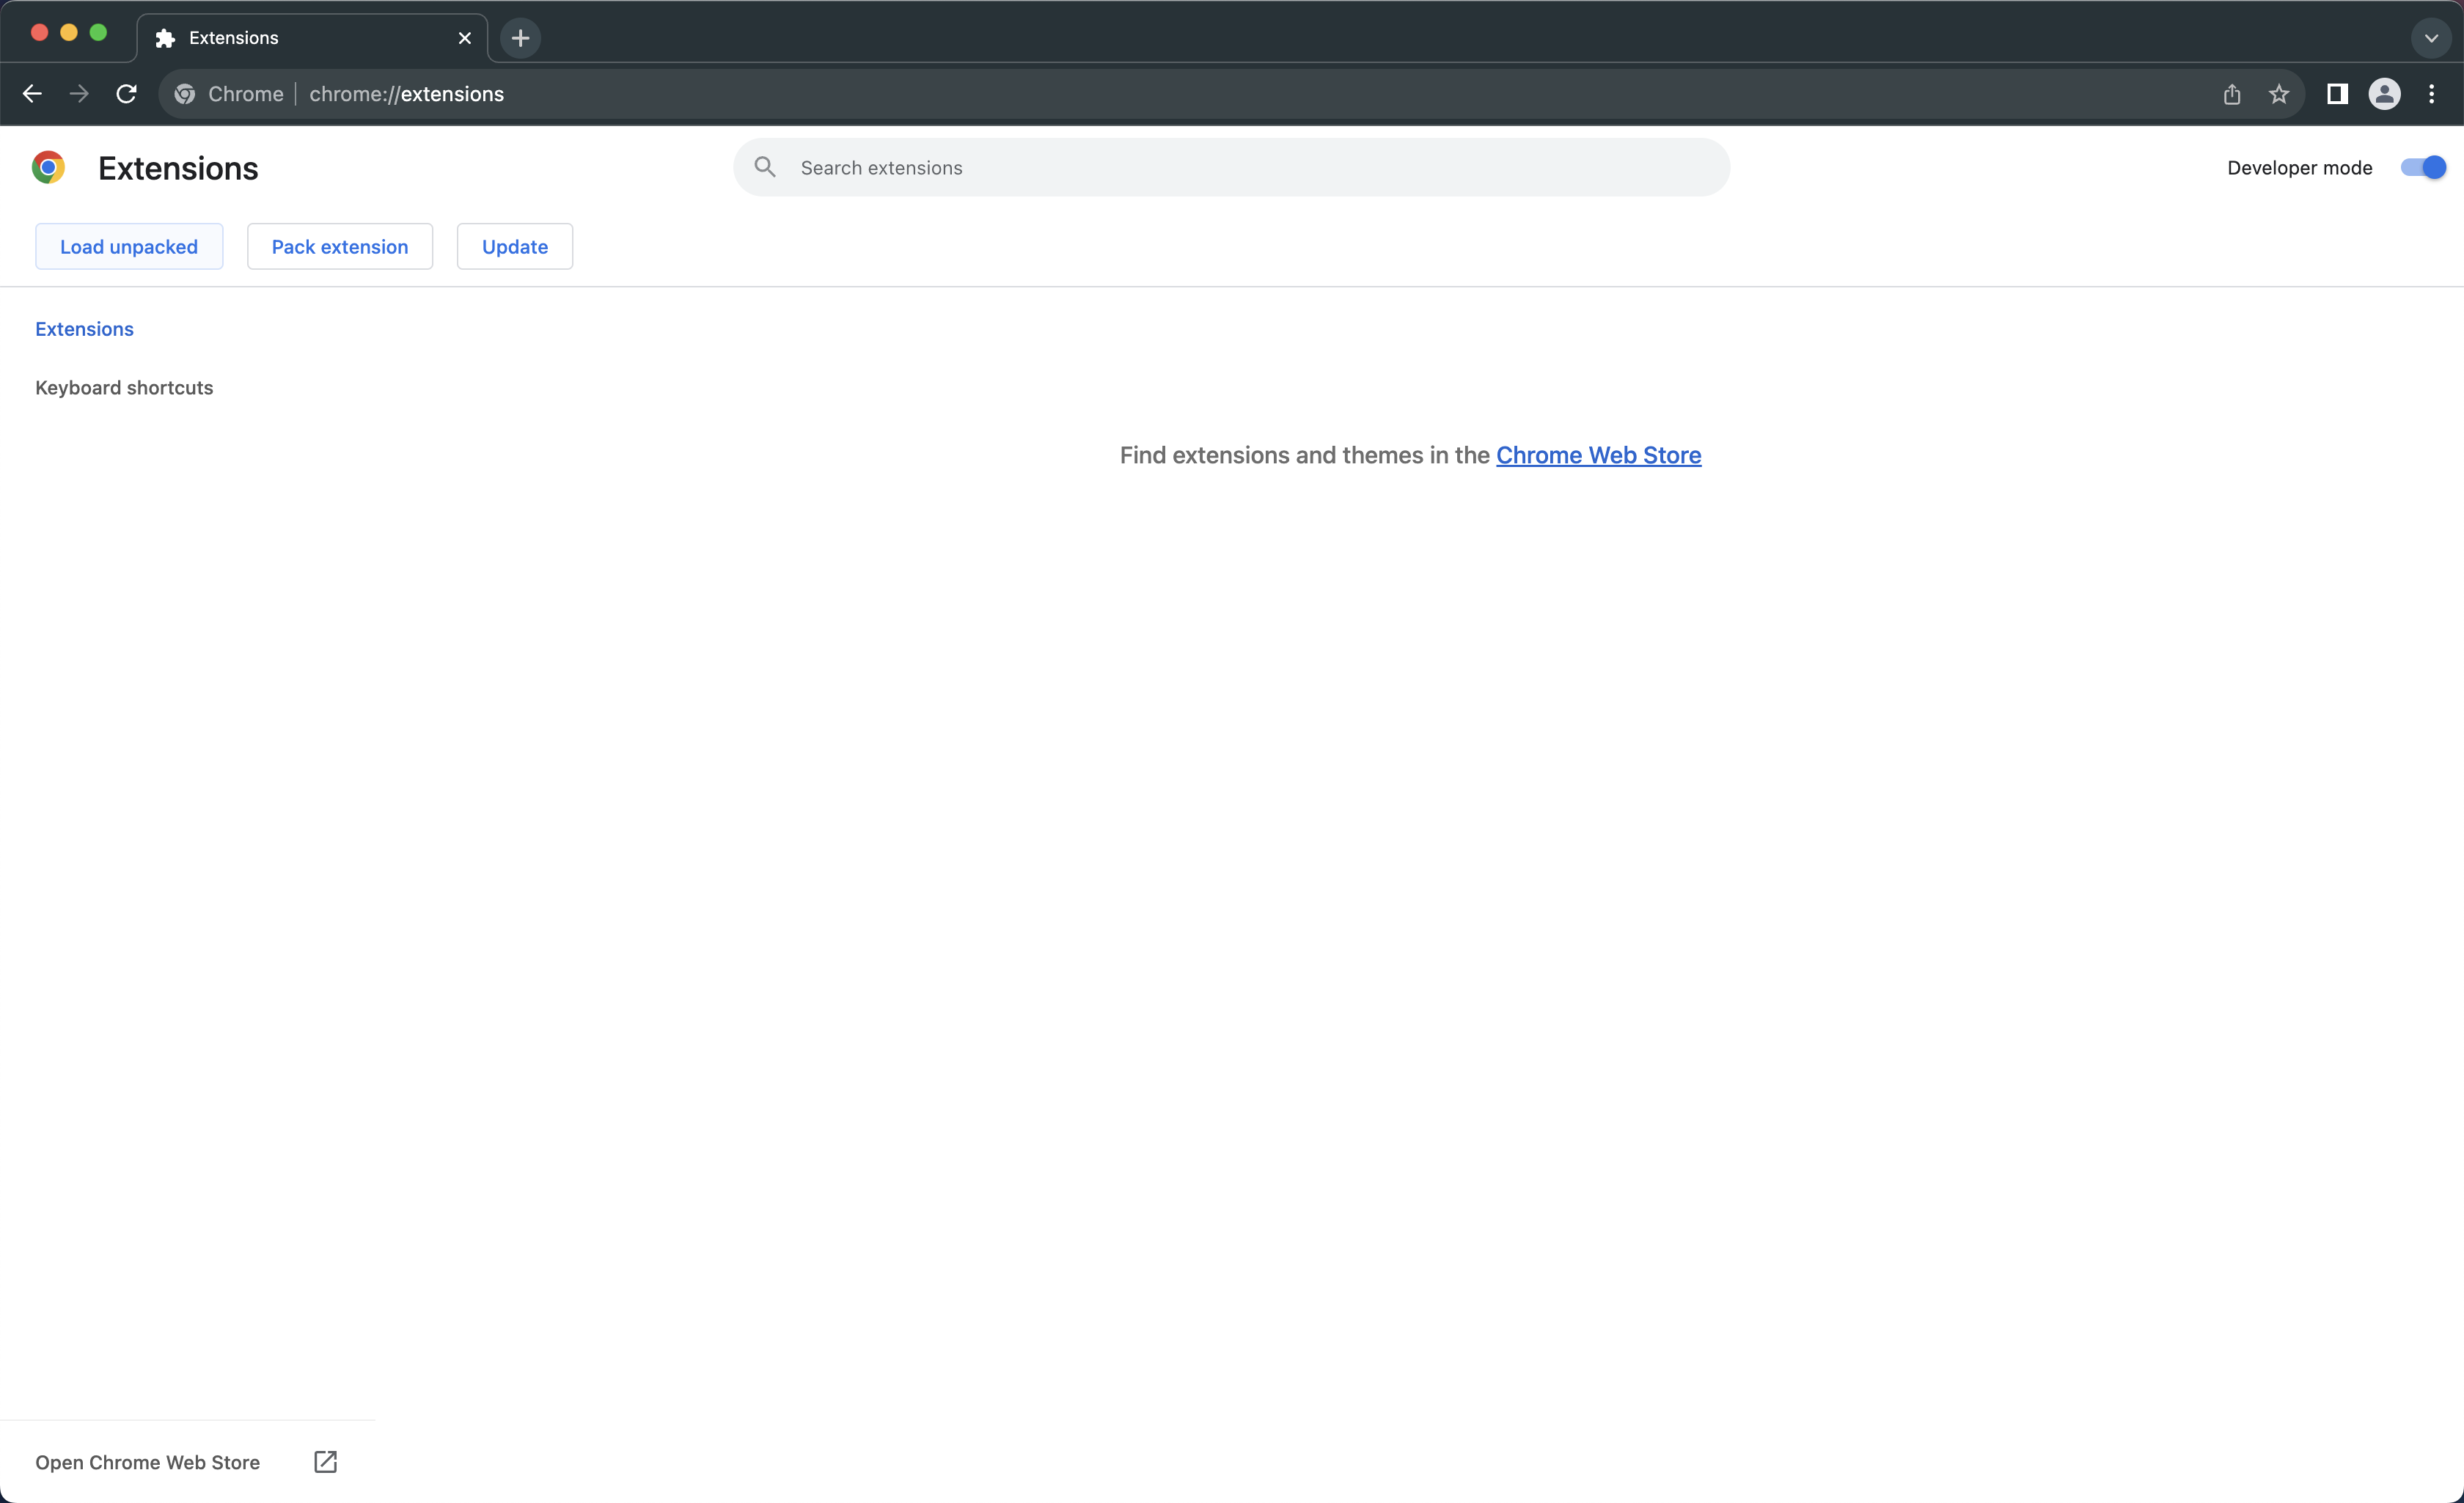 Extensions
Chrome | chrome://extensions
Extensions
Search extensions
Developer mode
Load unpacked
Pack extension
Update
Extensions
Keyboard shortcuts
Find extensions and themes in the Chrome Web Store
Open Chrome Web Store